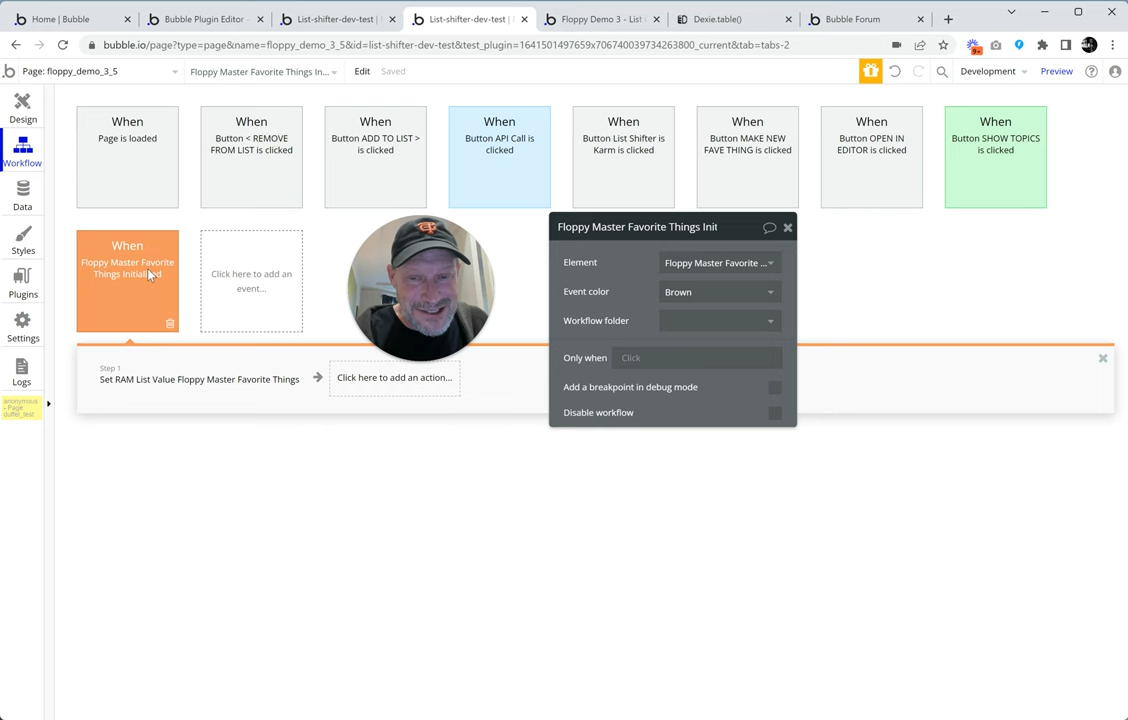 Home | Bubble
Bubble Plugin Editor -
List-shifter-dev-test |
List-shifter-dev-test |
Floppy Demo 3 - List
Dexie.table()
Bubble Forum
bubble.io/page?type=page&name=floppy_demo_3_5&id=list-shifter-dev-test&test_plugin=1641501497659x706740039734263800_current&tab=tabs-2
9+
Page: floppy_demo_3_5
Floppy Master Favorite Things In...
Edit
Saved
Development
Preview
Design
Workflow
Data
Styles
Plugins
Settings
Logs
anonymous
- Page
duffel_test
When
Page is loaded
When
Button < REMOVE
FROM LIST is clicked
When
Button ADD TO LIST >
is clicked
When
Button API Call is
clicked
When
Button List Shifter is
Karm is clicked
When
Button MAKE NEW
FAVE THING is clicked
When
Button OPEN IN
EDITOR is clicked
When
Button SHOW TOPICS
is clicked
When
Floppy Master Favorite
Things Initialized
Click here to add an
event...
Floppy Master Favorite Things Init
Element
Floppy Master Favorite ...
Event color
Brown
Workflow folder
Only when
Click
Add a breakpoint in debug mode
Disable workflow
Step 1
Set RAM List Value Floppy Master Favorite Things
Click here to add an action...